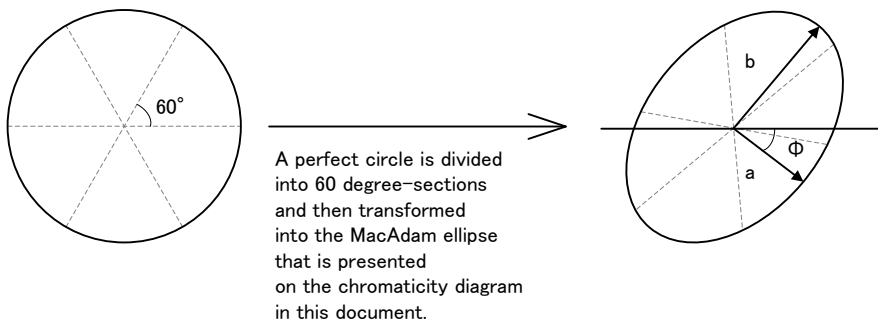 60°
A perfect circle is divided
into 60 degree-sections
and then transformed
into the MacAdam ellipse
that is presented
on the chromaticity diagram
in this document.
b
Φ
a